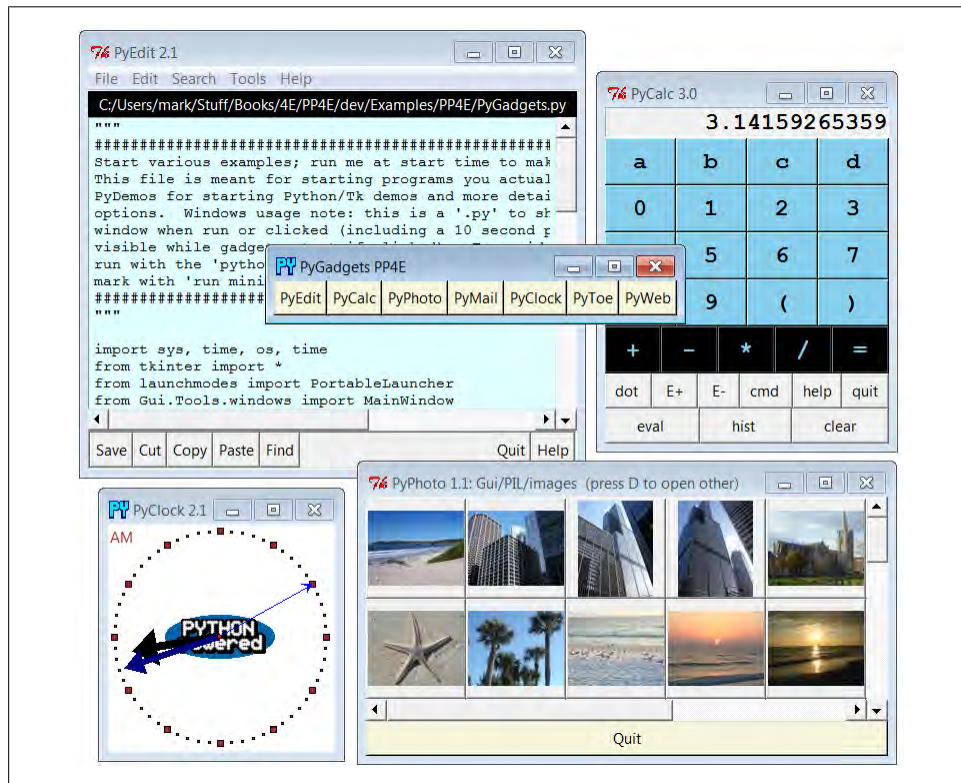 PyEdit 2.1
File Edit Search Tools Help
C:/Users/mark/Stuff/Books/4E/PP4E/dev/Examples/PP4E/PyGadgets.py
"""
##################################################
Start various examples; run me at start time to mak
This file is meant for starting programs you actual
PyDemos for starting Python/Tk demos and more detai
options. Windows usage note: this is a '.py' to sh
window when run or clicked (including a 10 second p
visible while gadge
run with the 'pytho
mark with 'run mini
##################
"""
import sys, time, os, time
from tkinter import *
from launchmodes import PortableLauncher
from Gui.Tools.windows import MainWindow
Save Cut Copy Paste Find Quit Help
PyCalc 3.0
3.14159265359
a b c d
0 1 2 3
5 6 7
9 ( )
+ - * / =
dot E+ E- cmd help quit
eval hist clear
PY PyGadgets PP4E
PyEdit PyCalc PyPhoto PyMail PyClock PyToe PyWeb
PY PyClock 2.1
AM
PYTHON
Powered
PyPhoto 1.1: Gui/PIL/images (press D to open other)
Quit